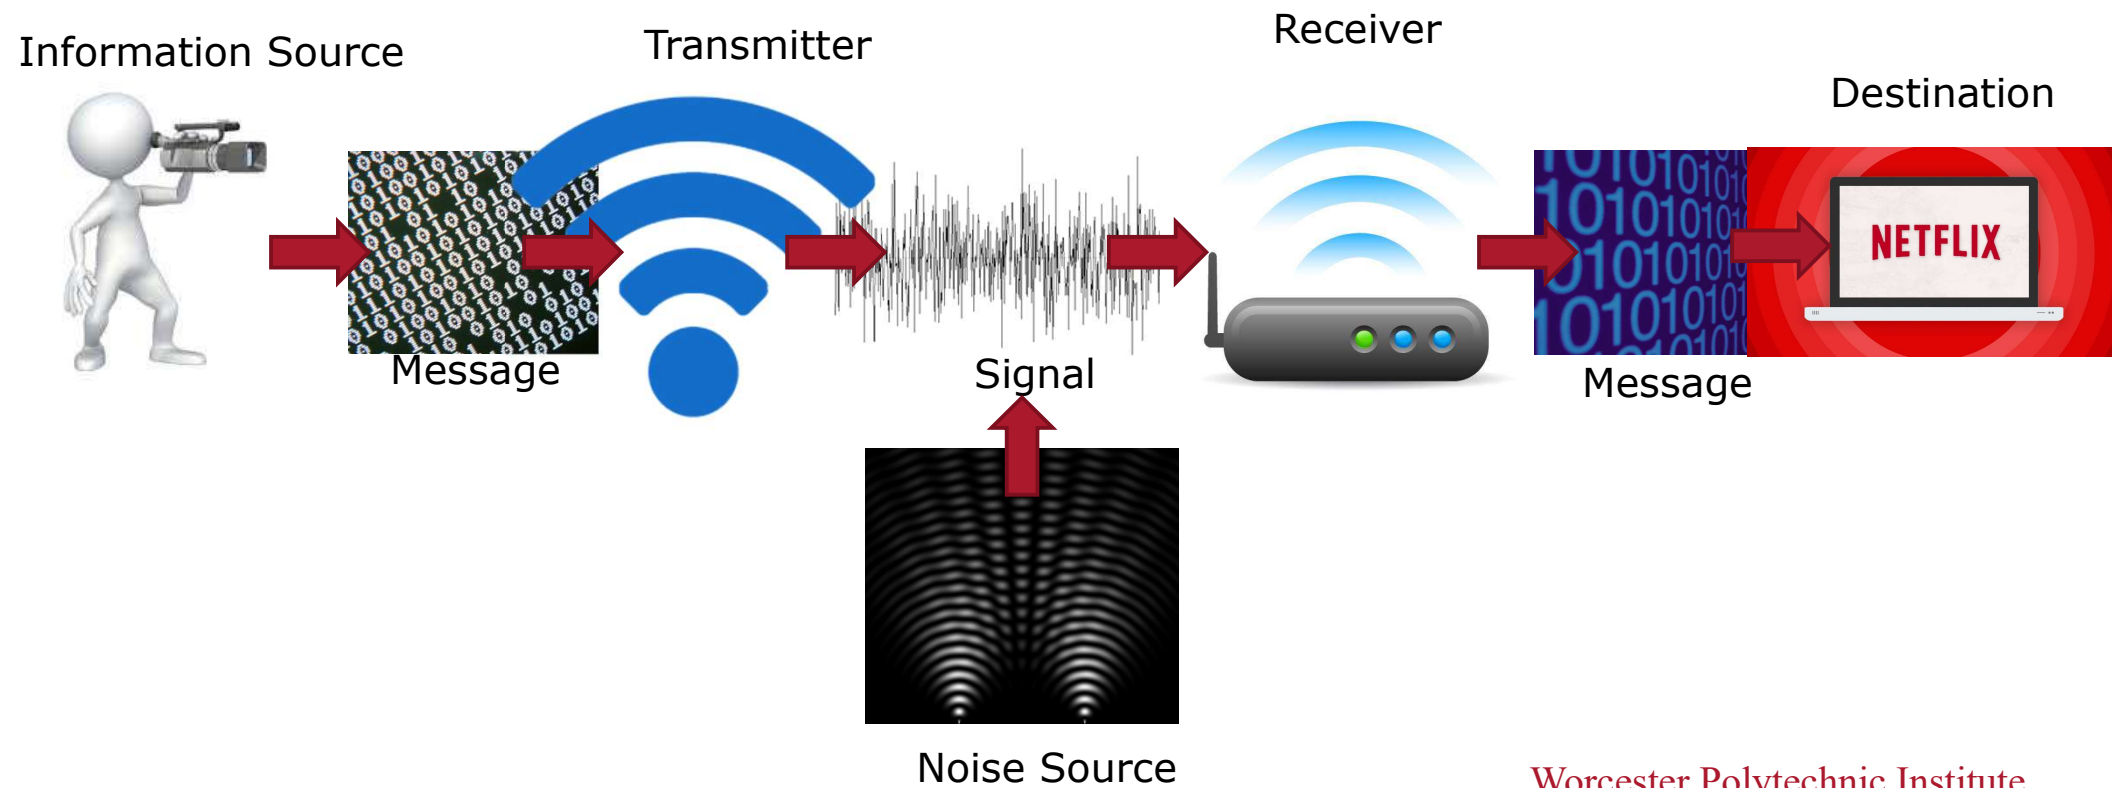 Information Source
Transmitter
Receiver
Destination
NETFLIX
Message
Signal
Message
Noise Source
Worcester Polytechnic Institute